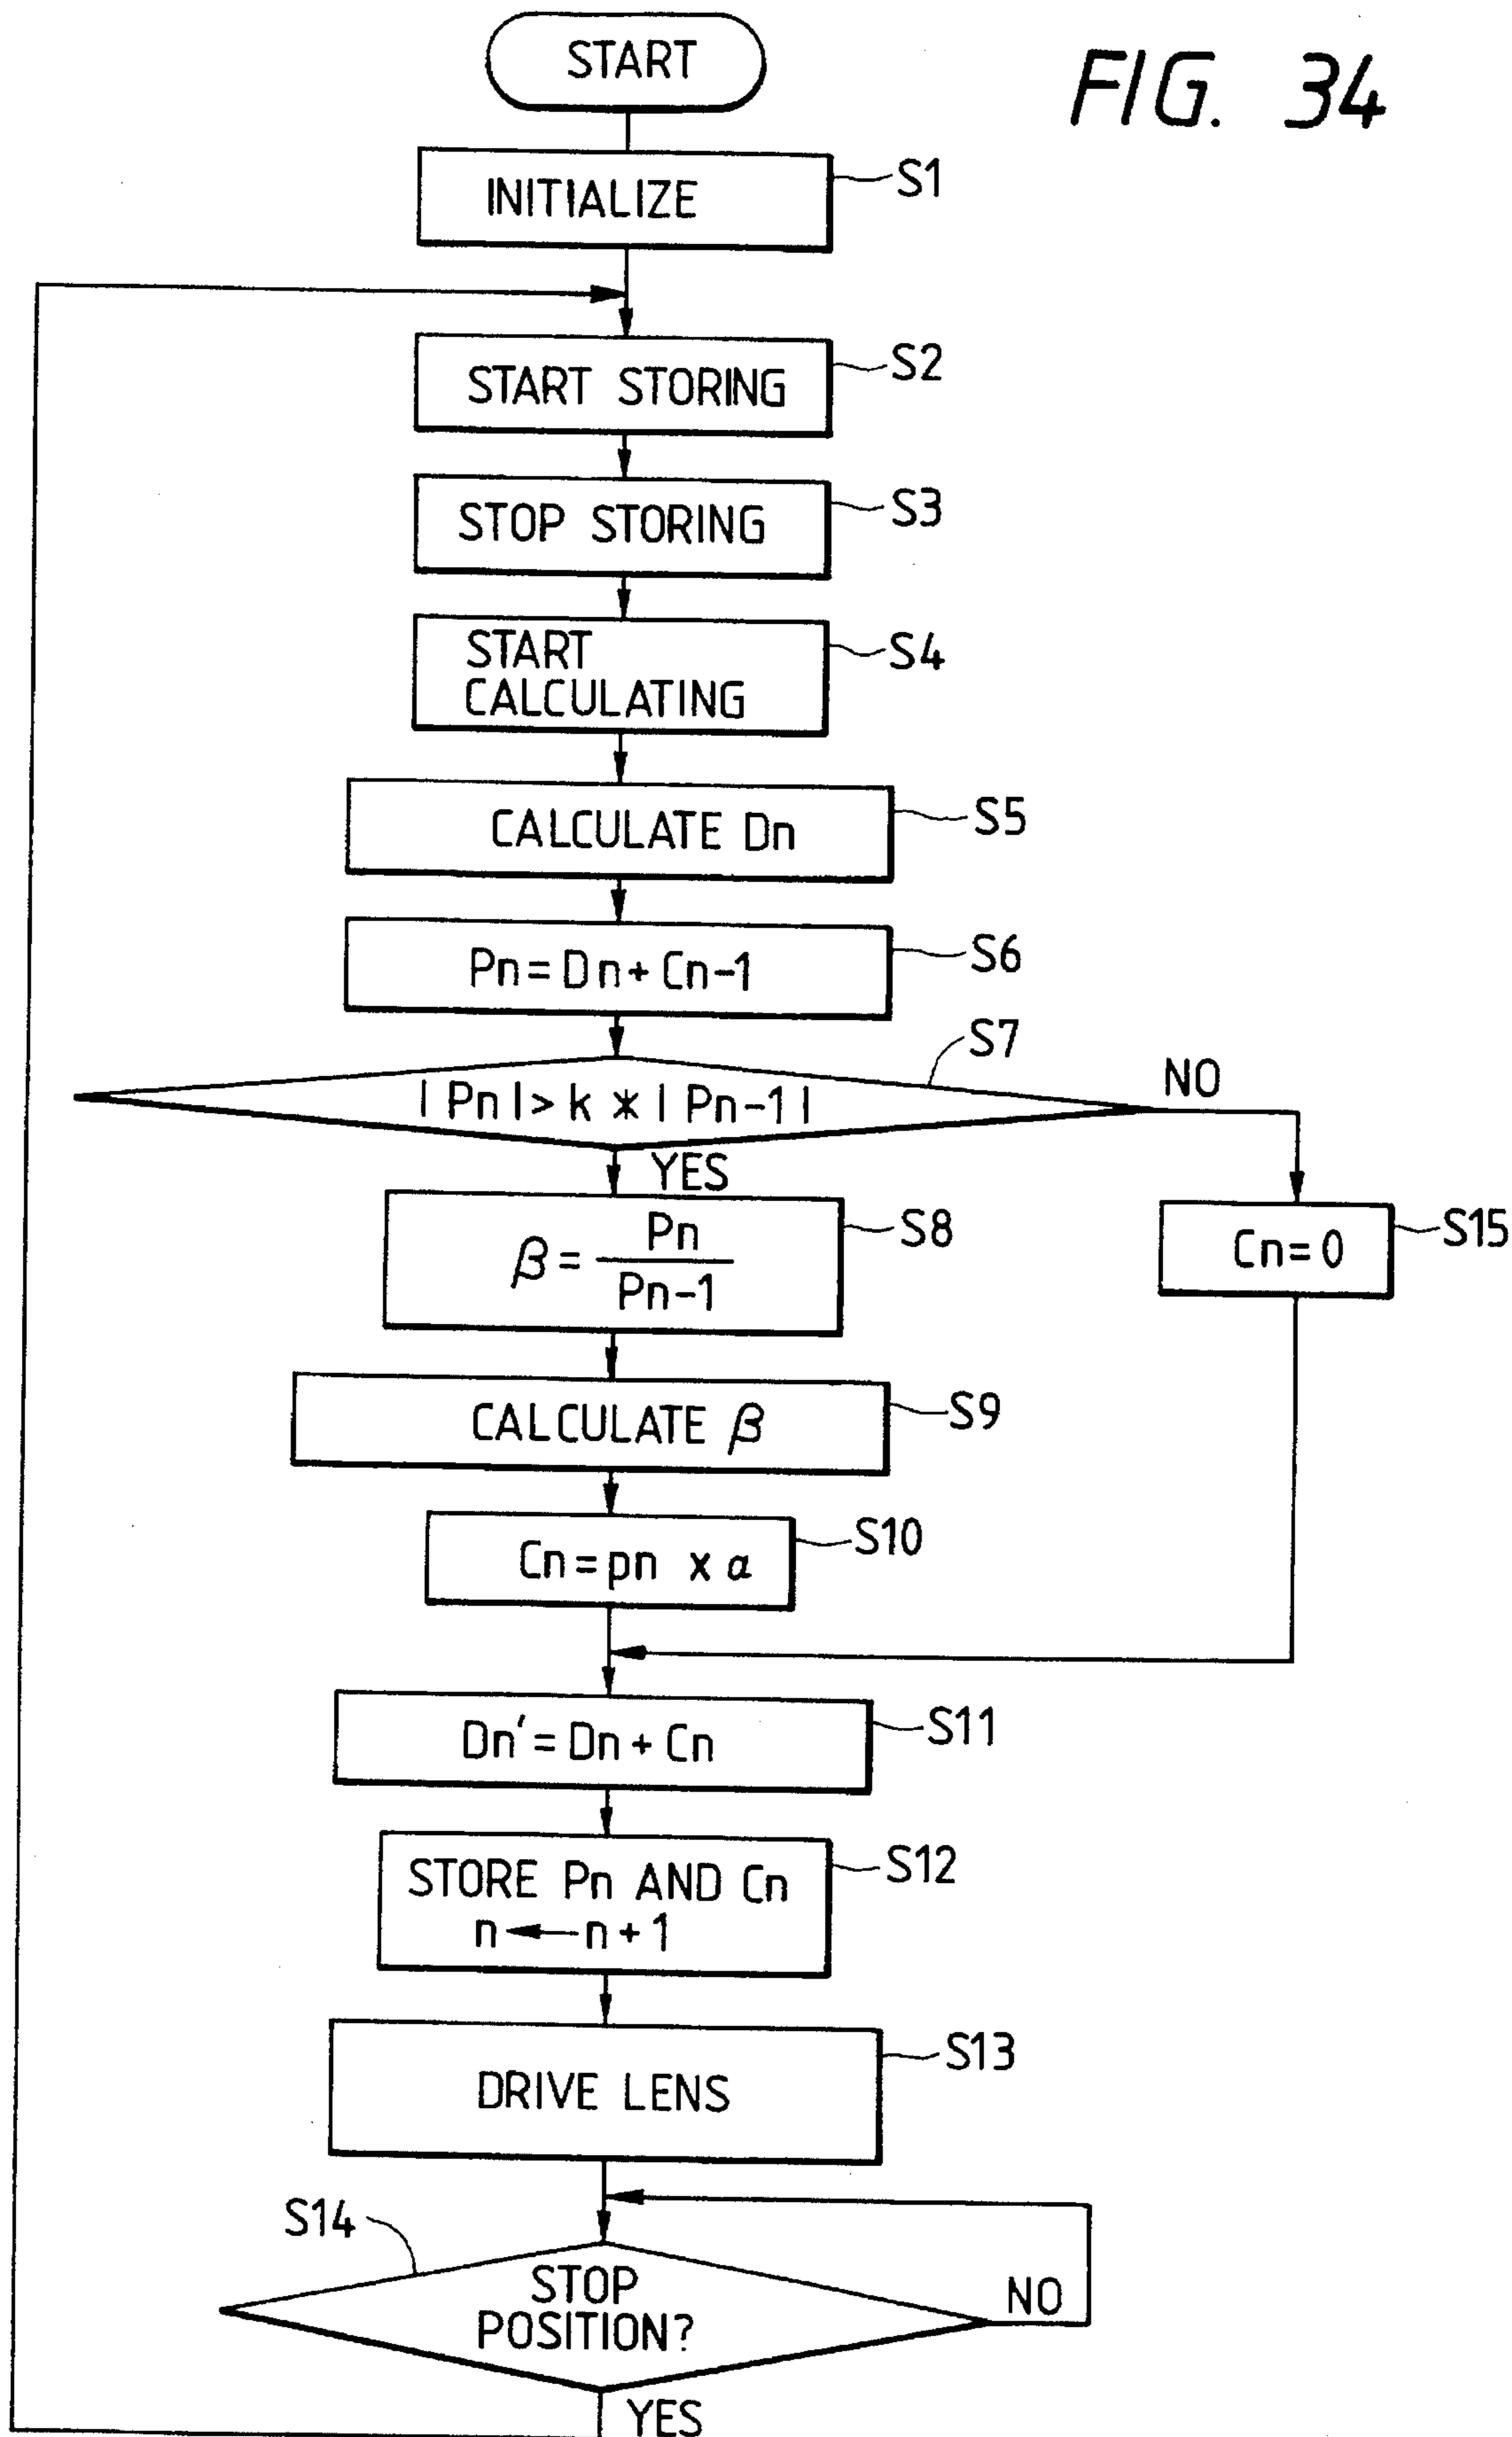 START
FIG. 34
INITIALIZE
S1
START STORING
S2
STOP STORING
S3
START
CALCULATING
S4
CALCULATE Dn
S5
Pn = Dn + Cn-1
S6
| Pn | > k * | Pn-1 |
S7
NO
YES
β = Pn / Pn-1
S8
Cn = 0
S15
CALCULATE β
S9
Cn = pn x α
S10
Dn' = Dn + Cn
S11
STORE Pn AND Cn
n ← n + 1
S12
DRIVE LENS
S13
S14
STOP
POSITION?
NO
YES